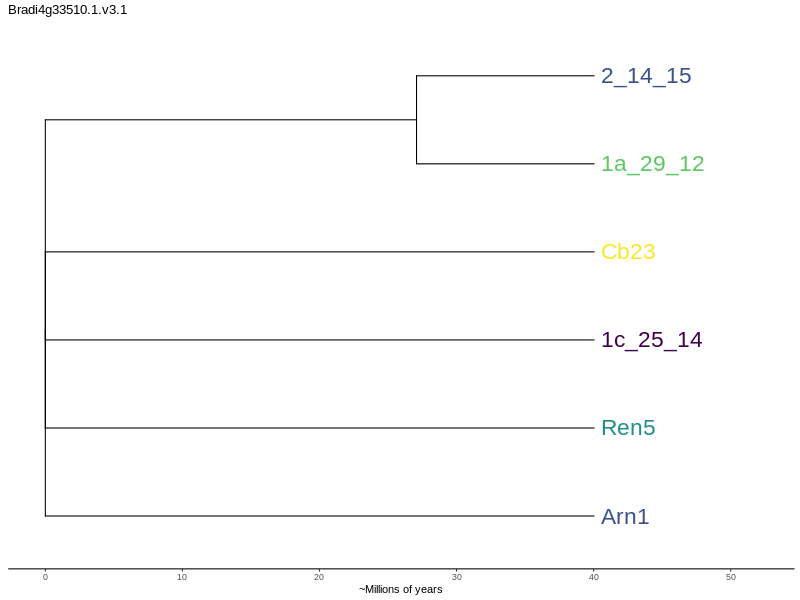 Bradi4g33510.1.v3.1
2_14_15
1a_29_12
Cb23
1c_25_14
Ren5
Arn1
0 10 20 30 40 50
~Millions of years